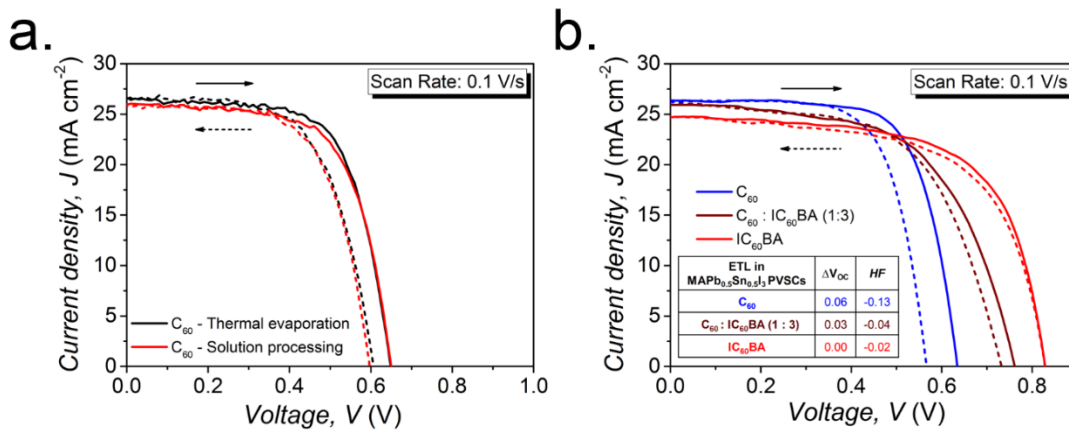 a.
30
25
20
15
10
5
0
Current density, J (mA cm⁻²)
Scan Rate: 0.1 V/s
C₆₀ - Thermal evaporation
C₆₀ - Solution processing
0.0 0.2 0.4 0.6 0.8 1.0
Voltage, V (V)
b.
30
25
20
15
10
5
0
Current density, J (mA cm⁻²)
Scan Rate: 0.1 V/s
C₆₀
C₆₀ : IC₆₀BA (1:3)
IC₆₀BA
ETL in
MAPb₀.₅Sn₀.₅I₃ PVSCs ΔV_OC HF
C₆₀ 0.06 -0.13
C₆₀ : IC₆₀BA (1 : 3) 0.03 -0.04
IC₆₀BA 0.00 -0.02
0.0 0.2 0.4 0.6 0.8
Voltage, V (V)